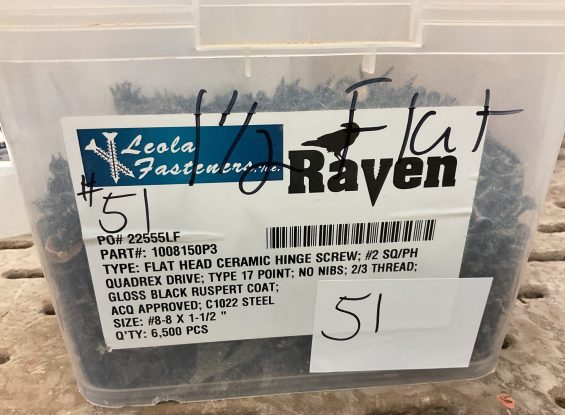 1 1/2 Flat
Leola
Fasteners, Inc.
Raven
#51
PO# 22555LF
PART#: 1008150P3
TYPE: FLAT HEAD CERAMIC HINGE SCREW; #2 SQ/PH
QUADREX DRIVE; TYPE 17 POINT; NO NIBS; 2/3 THREAD;
GLOSS BLACK RUSPERT COAT;
ACQ APPROVED; C1022 STEEL
SIZE: #8-8 X 1-1/2 "
Q'TY: 6,500 PCS
51